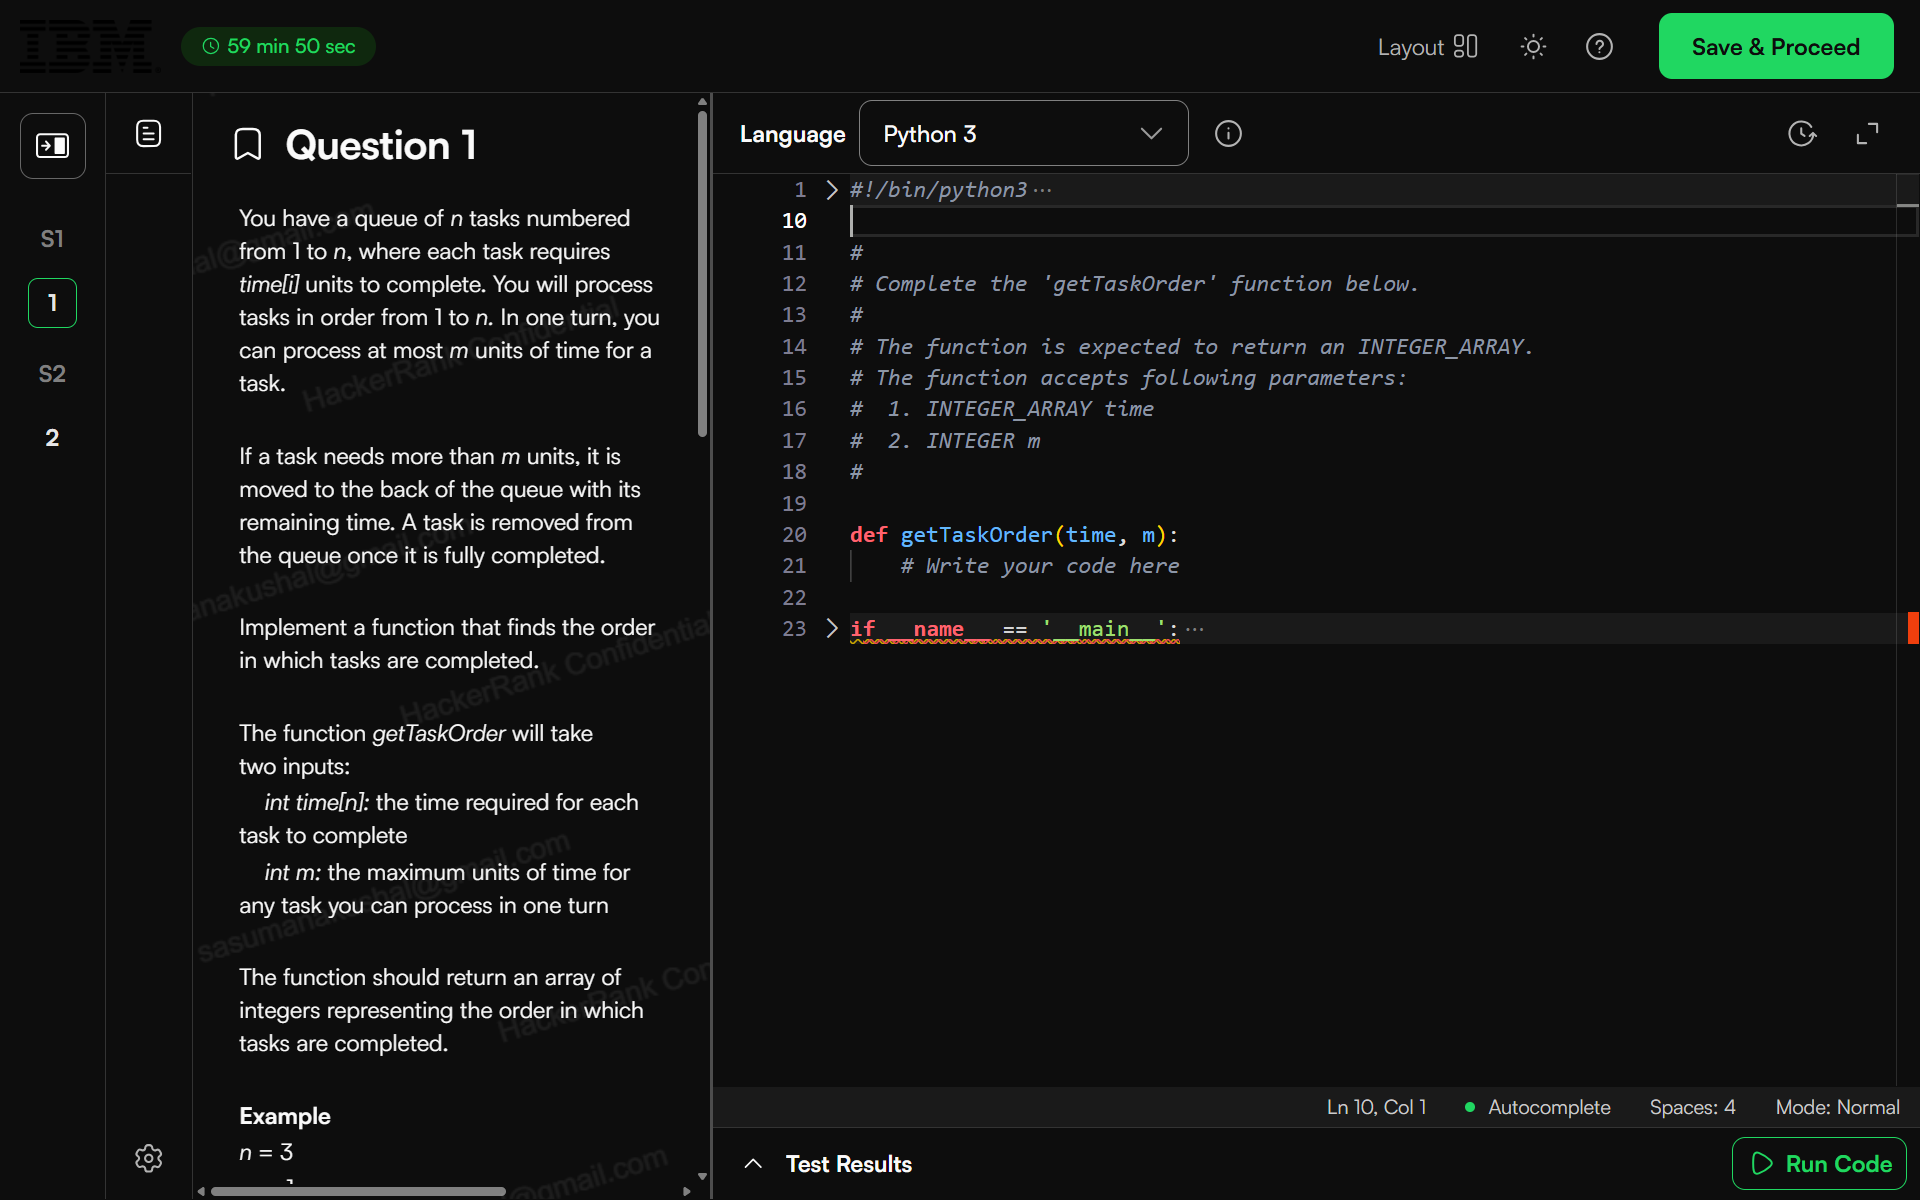 IBM
59 min 50 sec
Layout
Save & Proceed
S1
1
S2
2
Question 1
You have a queue of n tasks numbered
from 1 to n, where each task requires
time[i] units to complete. You will process
tasks in order from 1 to n. In one turn, you
can process at most m units of time for a
task.
If a task needs more than m units, it is
moved to the back of the queue with its
remaining time. A task is removed from
the queue once it is fully completed.
Implement a function that finds the order
in which tasks are completed.
The function getTaskOrder will take
two inputs:
int time[n]: the time required for each
task to complete
int m: the maximum units of time for
any task you can process in one turn
The function should return an array of
integers representing the order in which
tasks are completed.
Example
n = 3
HackerRank Confidential
HackerRank Confidential
sasumanakushal@gmail.com
HackerRank Con
@gmail.com
Language
Python 3
1 #!/bin/python3 ···
10
11 #
12 # Complete the 'getTaskOrder' function below.
13 #
14 # The function is expected to return an INTEGER_ARRAY.
15 # The function accepts following parameters:
16 #  1. INTEGER_ARRAY time
17 #  2. INTEGER m
18 #
19
20 def getTaskOrder(time, m):
21     # Write your code here
22
23 if __name__ == '__main__': ···
Ln 10, Col 1
Autocomplete
Spaces: 4
Mode: Normal
Test Results
Run Code